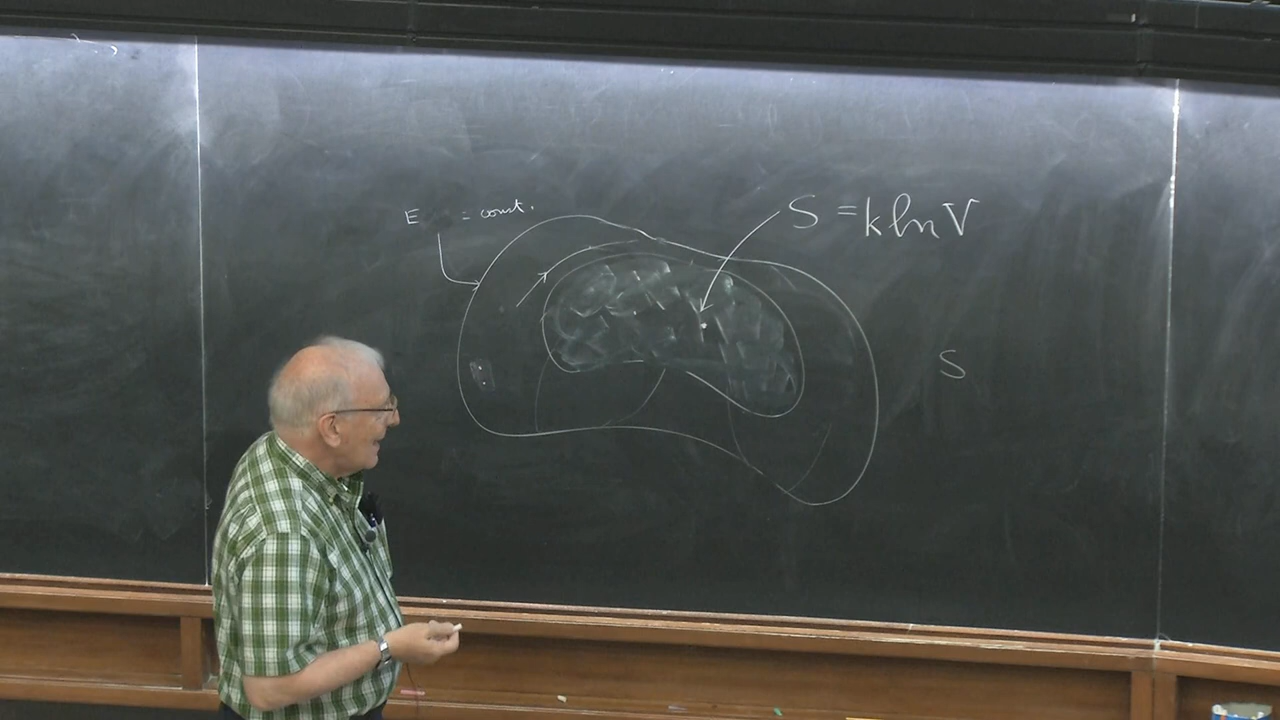 E = const.
S = k ln V
S